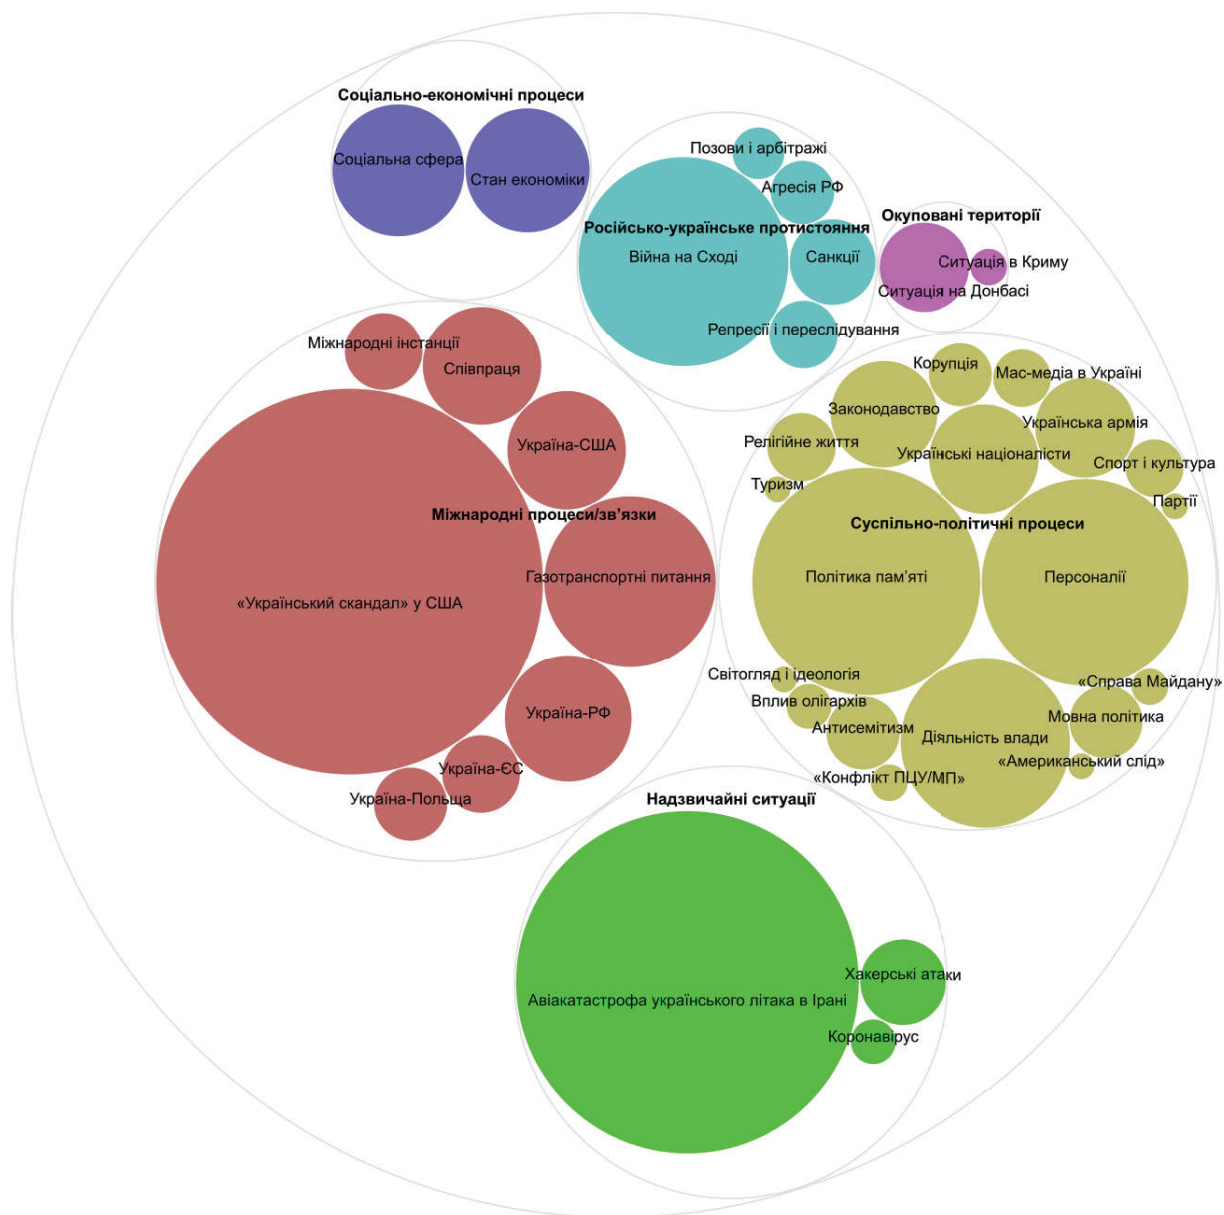 Соціально-економічні процеси
Соціальна сфера
Стан економіки
Позови і арбітражі
Агресія РФ
Російсько-українське протистояння
Війна на Сході
Санкції
Репресії і переслідування
Окуповані території
Ситуація в Криму
Ситуація на Донбасі
Міжнародні інстанції
Співпраця
Україна-США
Міжнародні процеси/зв’язки
Газотранспортні питання
«Український скандал» у США
Україна-РФ
Україна-ЄС
Україна-Польща
Корупція
Мас-медіа в Україні
Законодавство
Українська армія
Релігійне життя
Українські націоналісти
Спорт і культура
Туризм
Партії
Суспільно-політичні процеси
Політика пам’яті
Персоналії
Світогляд і ідеологія
«Справа Майдану»
Вплив олігархів
Мовна політика
Антисемітизм
Діяльність влади
«Американський слід»
«Конфлікт ПЦУ/МП»
Надзвичайні ситуації
Хакерські атаки
Авіакатастрофа українського літака в Ірані
Коронавірус